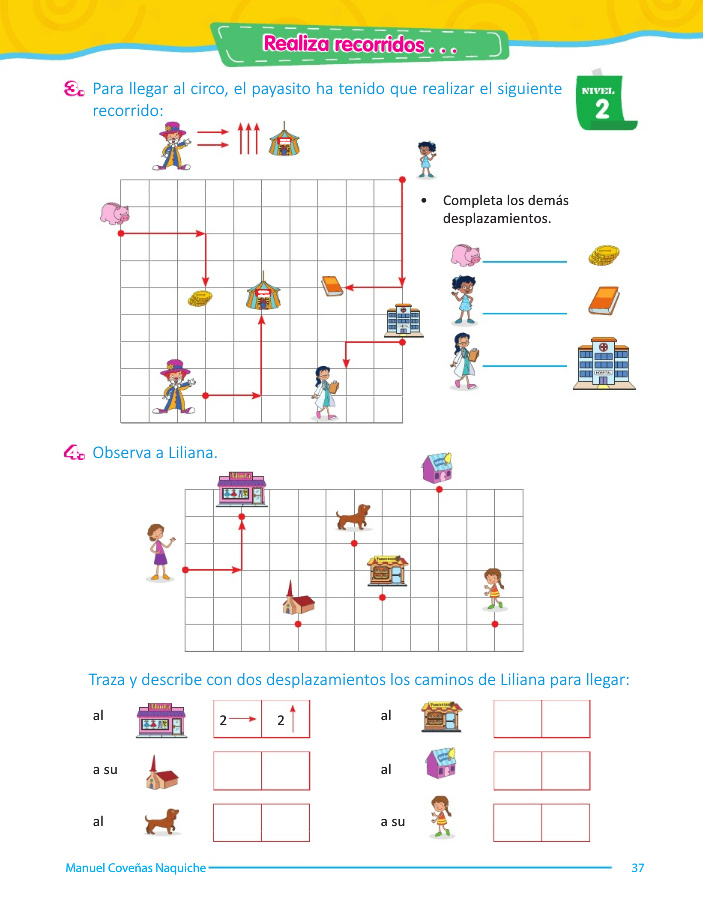 Realiza recorridos . . .
3. Para llegar al circo, el payasito ha tenido que realizar el siguiente
recorrido:
NIVEL
2
• Completa los demás
desplazamientos.
HOSPITAL
4. Observa a Liliana.
Traza y describe con dos desplazamientos los caminos de Liliana para llegar:
al
2
2
al
a su
al
al
a su
Manuel Coveñas Naquiche
37